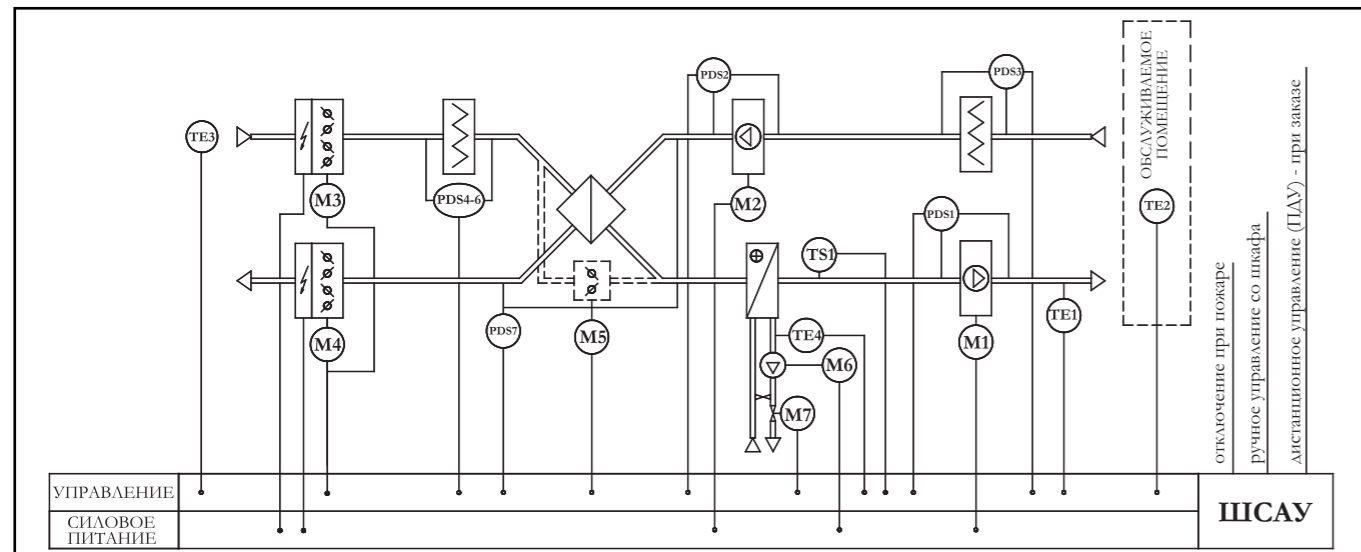 PDS2
PDS3
TE3
ОБСЛУЖИВАЕМОЕ
ПОМЕЩЕНИЕ
M3
PDS4-6
M2
TE2
PDS1
TS1
M4
PDS7
M5
TE4
M6
M1
TE1
M7
отключение при пожаре
ручное управление со шкафа
дистанционное управление (ПДУ) - при заказе
УПРАВЛЕНИЕ
СИЛОВОЕ
ПИТАНИЕ
ШСАУ